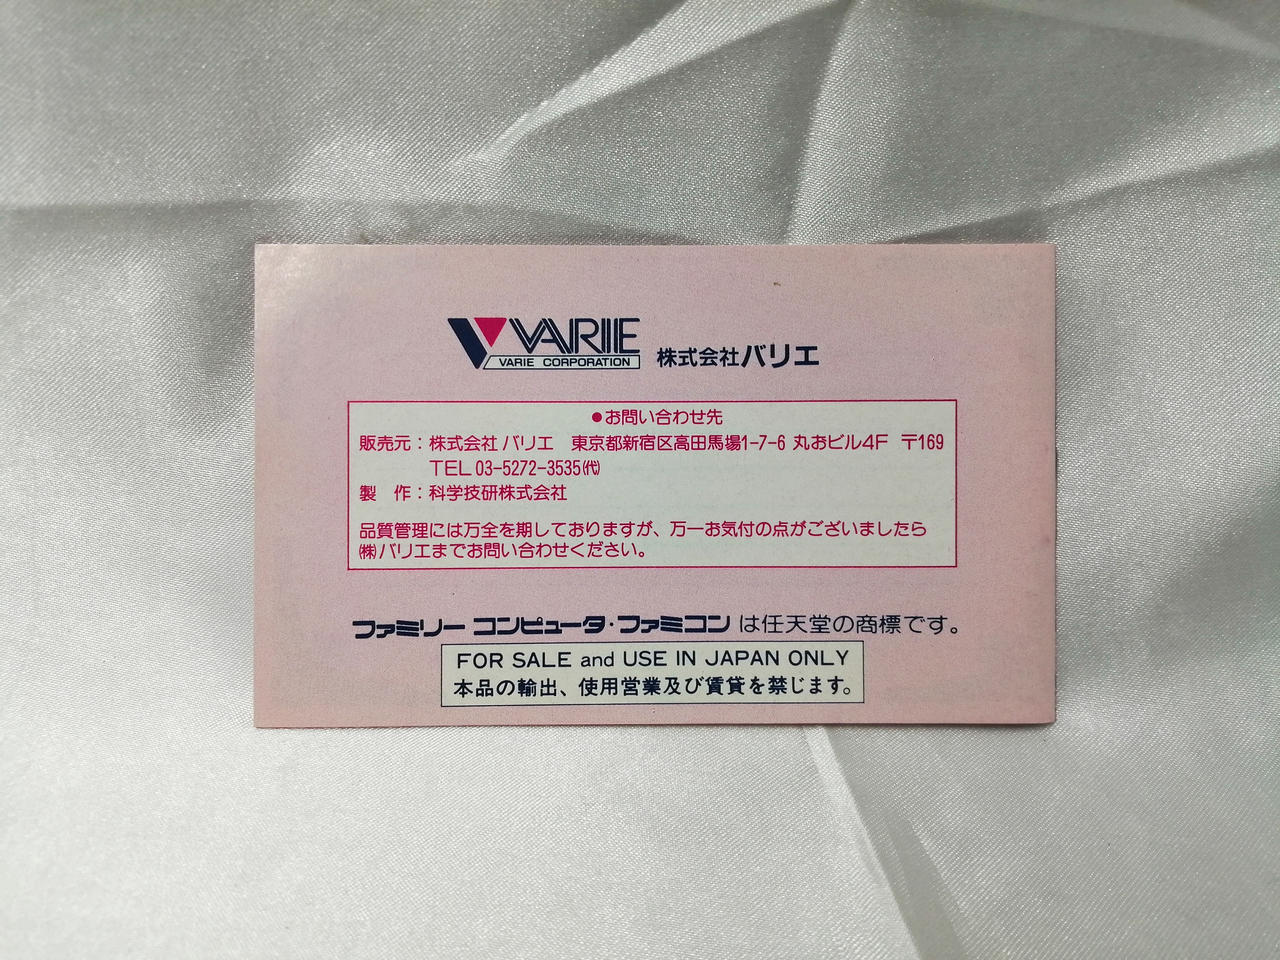 VARIE
VARIE CORPORATION 株式会社バリエ
●お問い合わせ先
販売元：株式会社 バリエ 東京都新宿区高田馬場1-7-6 丸おビル4F 〒169
TEL 03-5272-3535㈹
製 作：科学技研株式会社
品質管理には万全を期しておりますが、万一お気付の点がございましたら
㈱バリエまでお問い合わせください。
ファミリーコンピュータ・ファミコンは任天堂の商標です。
FOR SALE and USE IN JAPAN ONLY
本品の輸出、使用営業及び賃貸を禁じます。